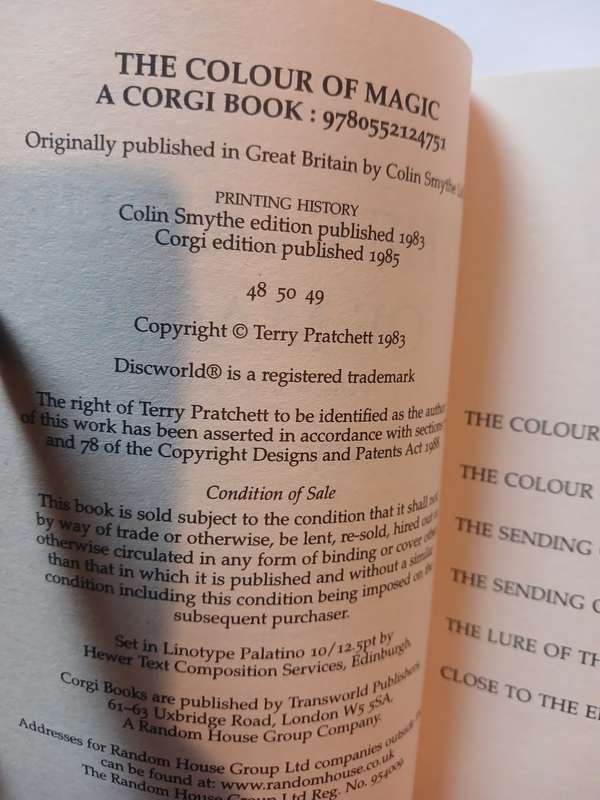 THE COLOUR OF MAGIC
A CORGI BOOK : 9780552124751
Originally published in Great Britain by Colin Smythe
PRINTING HISTORY
Colin Smythe edition published 1983
Corgi edition published 1985
48 50 49
Copyright © Terry Pratchett 1983
Discworld® is a registered trademark
The right of Terry Pratchett to be identified as the author
of this work has been asserted in accordance with sections
and 78 of the Copyright Designs and Patents Act 1988
Condition of Sale
This book is sold subject to the condition that it shall not
by way of trade or otherwise, be lent, re-sold, hired out or
otherwise circulated in any form of binding or cover other
than that in which it is published and without a similar
condition including this condition being imposed on the
subsequent purchaser.
Set in Linotype Palatino 10/12.5pt by
Hewer Text Composition Services, Edinburgh.
Corgi Books are published by Transworld Publishers,
61–63 Uxbridge Road, London W5 5SA,
A Random House Group Company.
Addresses for Random House Group Ltd companies outside
can be found at: www.randomhouse.co.uk
The Random House Group Ltd Reg. No. 954009
THE COLOUR
THE COLOUR
THE SENDING
THE SENDING
THE LURE OF
CLOSE TO THE